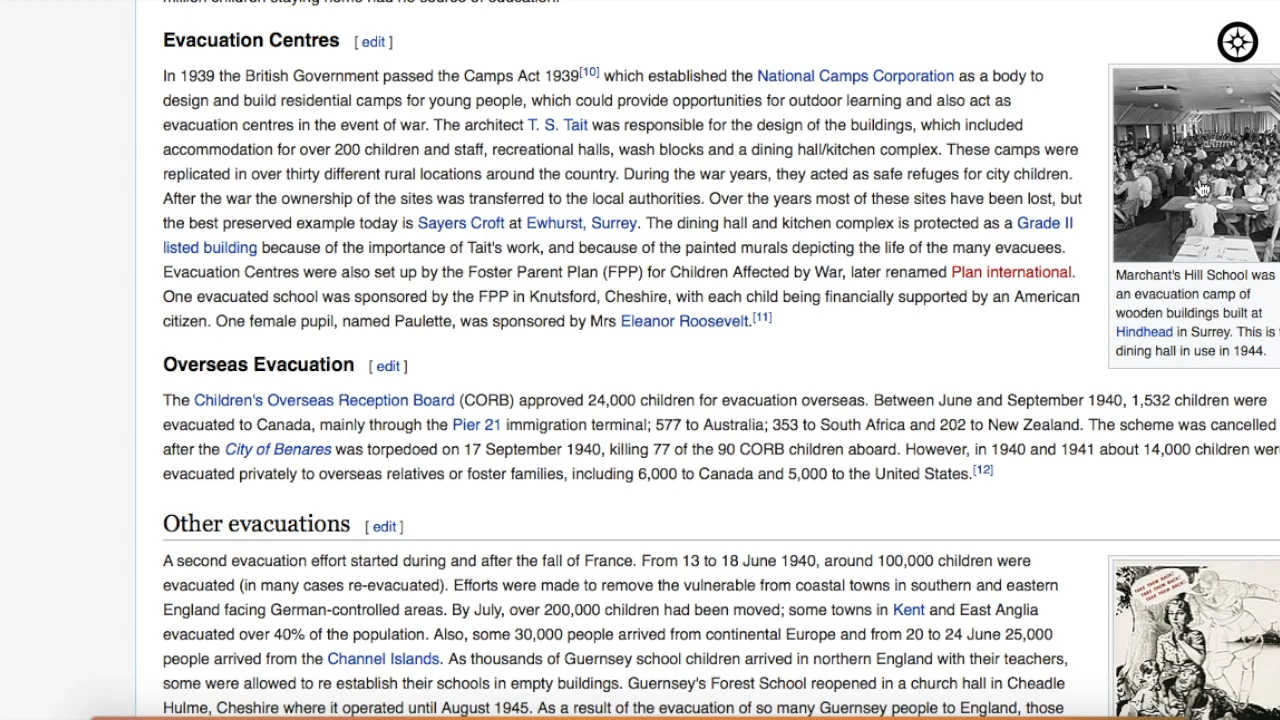 million children staying home had no source of education.
Evacuation Centres [ edit ]
In 1939 the British Government passed the Camps Act 1939[10] which established the National Camps Corporation as a body to
design and build residential camps for young people, which could provide opportunities for outdoor learning and also act as
evacuation centres in the event of war. The architect T. S. Tait was responsible for the design of the buildings, which included
accommodation for over 200 children and staff, recreational halls, wash blocks and a dining hall/kitchen complex. These camps were
replicated in over thirty different rural locations around the country. During the war years, they acted as safe refuges for city children.
After the war the ownership of the sites was transferred to the local authorities. Over the years most of these sites have been lost, but
the best preserved example today is Sayers Croft at Ewhurst, Surrey. The dining hall and kitchen complex is protected as a Grade II
listed building because of the importance of Tait's work, and because of the painted murals depicting the life of the many evacuees.
Evacuation Centres were also set up by the Foster Parent Plan (FPP) for Children Affected by War, later renamed Plan international.
One evacuated school was sponsored by the FPP in Knutsford, Cheshire, with each child being financially supported by an American
citizen. One female pupil, named Paulette, was sponsored by Mrs Eleanor Roosevelt.[11]
Marchant's Hill School was
an evacuation camp of
wooden buildings built at
Hindhead in Surrey. This is
dining hall in use in 1944.
Overseas Evacuation [ edit ]
The Children's Overseas Reception Board (CORB) approved 24,000 children for evacuation overseas. Between June and September 1940, 1,532 children were
evacuated to Canada, mainly through the Pier 21 immigration terminal; 577 to Australia; 353 to South Africa and 202 to New Zealand. The scheme was cancelled
after the City of Benares was torpedoed on 17 September 1940, killing 77 of the 90 CORB children aboard. However, in 1940 and 1941 about 14,000 children were
evacuated privately to overseas relatives or foster families, including 6,000 to Canada and 5,000 to the United States.[12]
Other evacuations [ edit ]
A second evacuation effort started during and after the fall of France. From 13 to 18 June 1940, around 100,000 children were
evacuated (in many cases re-evacuated). Efforts were made to remove the vulnerable from coastal towns in southern and eastern
England facing German-controlled areas. By July, over 200,000 children had been moved; some towns in Kent and East Anglia
evacuated over 40% of the population. Also, some 30,000 people arrived from continental Europe and from 20 to 24 June 25,000
people arrived from the Channel Islands. As thousands of Guernsey school children arrived in northern England with their teachers,
some were allowed to re establish their schools in empty buildings. Guernsey's Forest School reopened in a church hall in Cheadle
Hulme, Cheshire where it operated until August 1945. As a result of the evacuation of so many Guernsey people to England, those
TAKE THEM BACK!
TAKE THEM BACK!
TAKE THEM BACK!